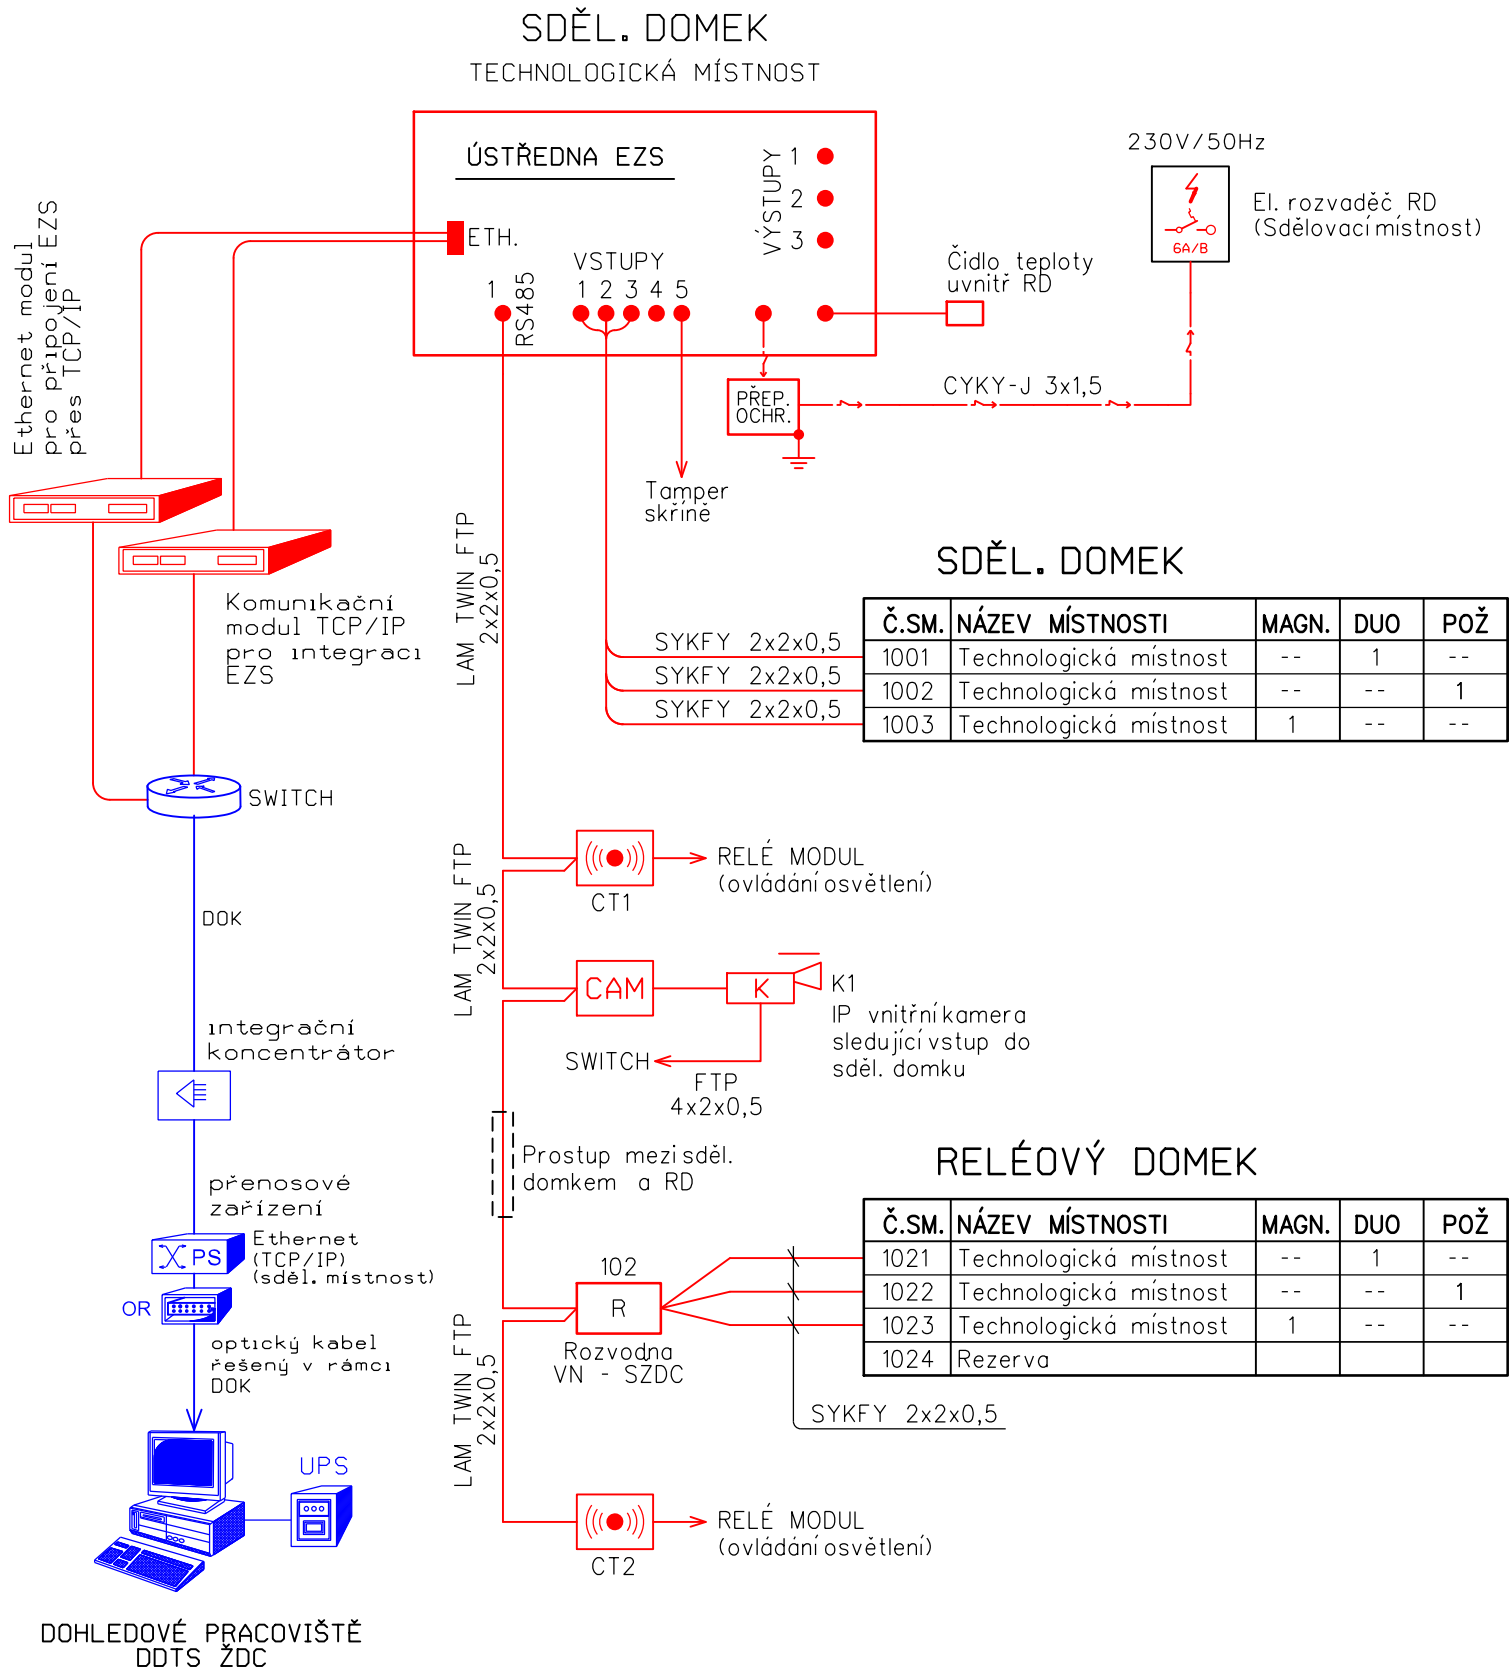 SDĚL. DOMEK
TECHNOLOGICKÁ MÍSTNOST
ÚSTŘEDNA EZS
VÝSTUPY
1
2
3
ETH.
VSTUPY
1 2 3 4 5
1
RS485
230V/50Hz
6A/B
El. rozvaděč RD
(Sdělovací místnost)
Čidlo teploty
uvnitř RD
CYKY-J 3x1,5
PŘEP.
OCHR.
Tamper
skříně
Ethernet modul
pro připojení EZS
přes TCP/IP
Komunikační
modul TCP/IP
pro integraci
EZS
LAM TWIN FTP
2x2x0,5
SDĚL. DOMEK
Č.SM. NÁZEV MÍSTNOSTI MAGN. DUO POŽ
SYKFY 2x2x0,5
1001 Technologická místnost -- 1 --
SYKFY 2x2x0,5
1002 Technologická místnost -- -- 1
SYKFY 2x2x0,5
1003 Technologická místnost 1 -- --
SWITCH
RELÉ MODUL
(ovládání osvětlení)
CT1
LAM TWIN FTP
2x2x0,5
DOK
CAM
K
K1
IP vnitřní kamera
sledující vstup do
sděl. domku
SWITCH
FTP
4x2x0,5
integrační
koncentrátor
Prostup mezi sděl.
domkem a RD
přenosové
zařízení
PS
Ethernet
(TCP/IP)
(sděl. místnost)
OR
optický kabel
řešený v rámci
DOK
RELÉOVÝ DOMEK
Č.SM. NÁZEV MÍSTNOSTI MAGN. DUO POŽ
1021 Technologická místnost -- 1 --
1022 Technologická místnost -- -- 1
1023 Technologická místnost 1 -- --
1024 Rezerva
102
R
Rozvodna
VN - SZDC
SYKFY 2x2x0,5
LAM TWIN FTP
2x2x0,5
UPS
RELÉ MODUL
(ovládání osvětlení)
CT2
DOHLEDOVÉ PRACOVIŠTĚ
DDTS ŽDC